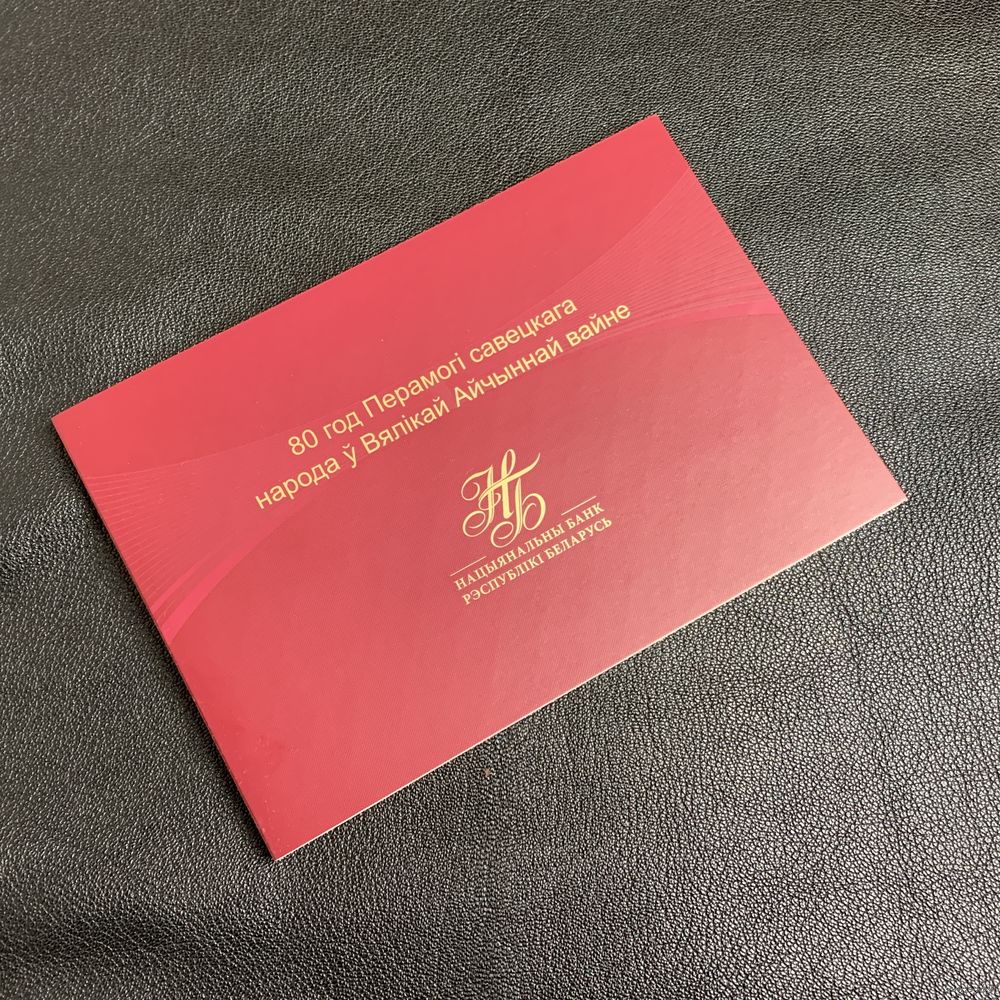 80 год Перамогі савецкага
народа ў Вялікай Айчыннай вайне
НБ
НАЦЫЯНАЛЬНЫ БАНК
РЭСПУБЛІКІ БЕЛАРУСЬ